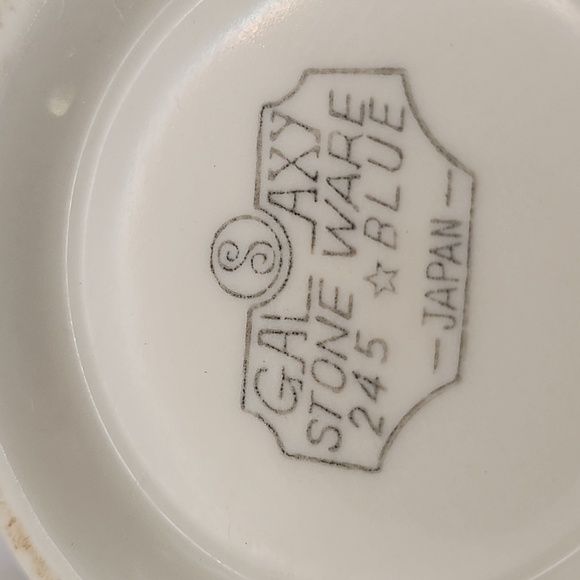 S
GALAXY
STONE WARE
245 ☆ BLUE
— JAPAN —